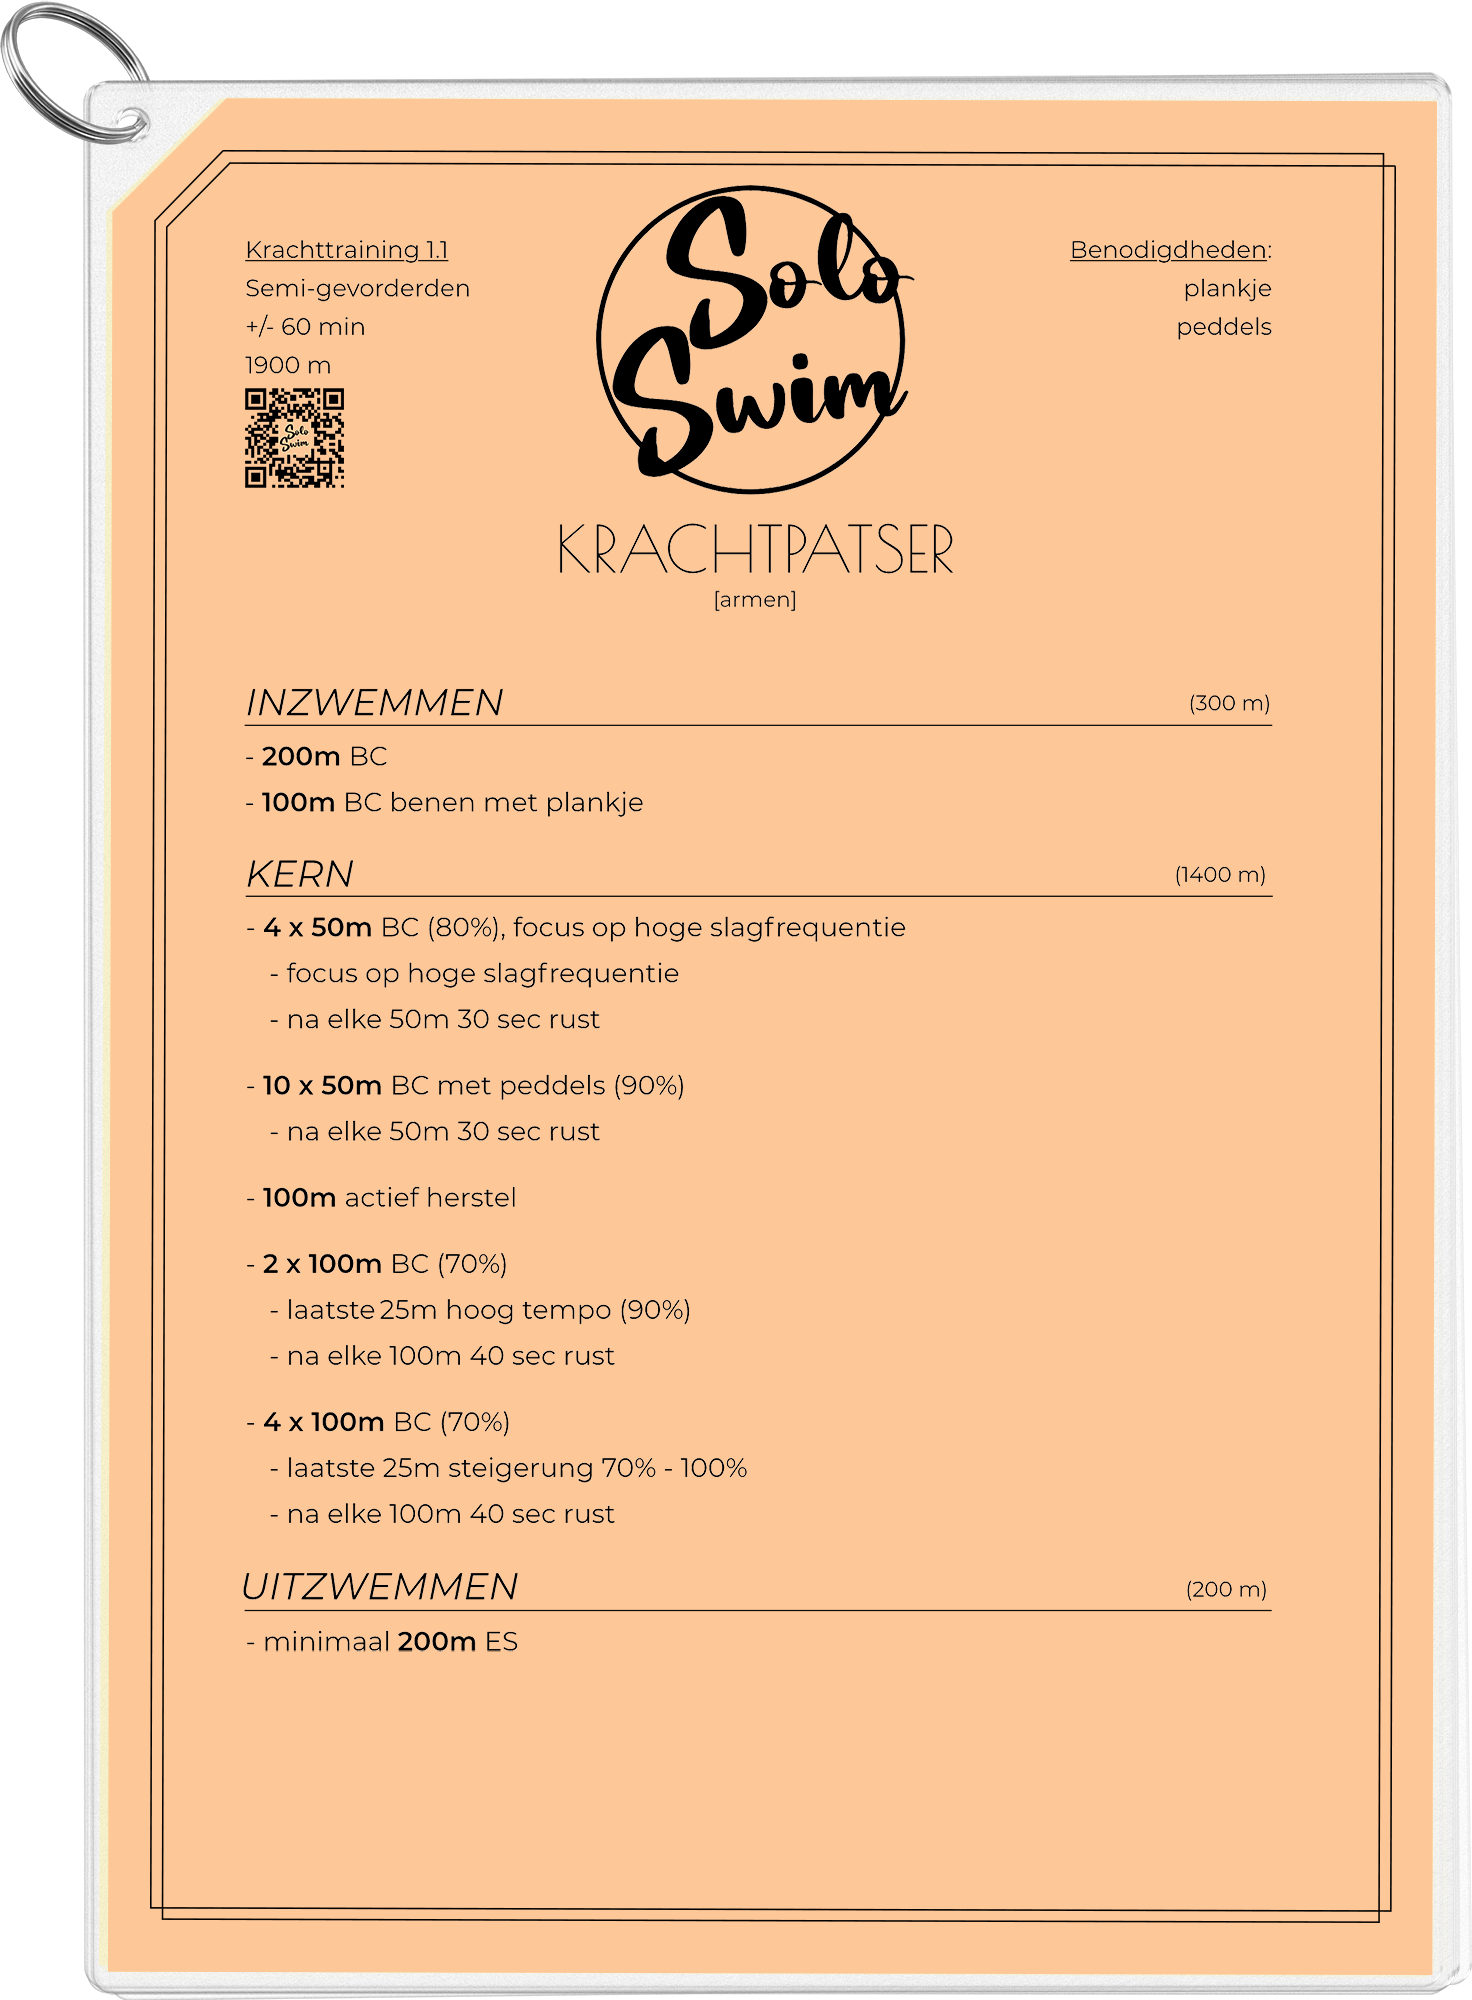 Krachttraining 1.1
Semi-gevorderden
+/- 60 min
1900 m
Solo
Swim
Solo
Swim
Benodigdheden:
plankje
peddels
KRACHTPATSER
[armen]
INZWEMMEN (300 m)
- 200m BC
- 100m BC benen met plankje
KERN (1400 m)
- 4 x 50m BC (80%), focus op hoge slagfrequentie
- focus op hoge slagfrequentie
- na elke 50m 30 sec rust
- 10 x 50m BC met peddels (90%)
- na elke 50m 30 sec rust
- 100m actief herstel
- 2 x 100m BC (70%)
- laatste 25m hoog tempo (90%)
- na elke 100m 40 sec rust
- 4 x 100m BC (70%)
- laatste 25m steigerung 70% - 100%
- na elke 100m 40 sec rust
UITZWEMMEN (200 m)
- minimaal 200m ES